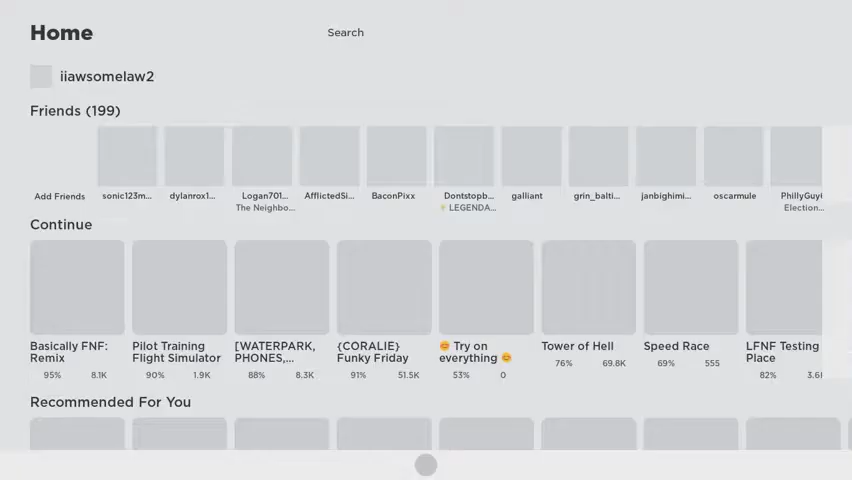 Home
Search
iiawsomelaw2
Friends (199)
Add Friends
sonic123m...
dylanrox1...
Logan701...
The Neighbo...
AfflictedSi...
BaconPixx
Dontstopb...
LEGENDA...
galliant
grin_balti...
janbighimi...
oscarmule
PhillyGuy
Election...
Continue
Basically FNF:
Remix
95% 8.1K
Pilot Training
Flight Simulator
90% 1.9K
[WATERPARK,
PHONES,...
88% 8.3K
{CORALIE}
Funky Friday
91% 51.5K
😊 Try on
everything 😊
53% 0
Tower of Hell
76% 69.8K
Speed Race
69% 555
LFNF Testing
Place
82% 3.6
Recommended For You